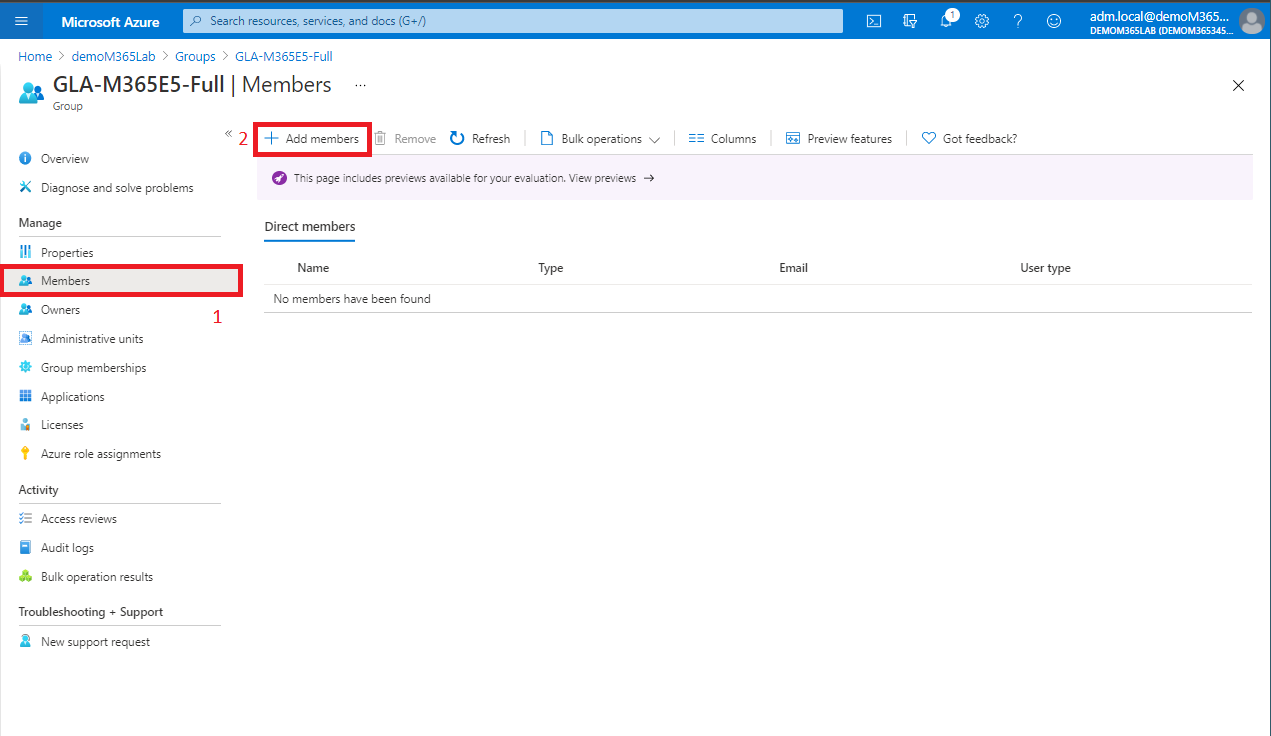 Microsoft Azure
Search resources, services, and docs (G+/)
1
adm.local@demoM365...
DEMOM365LAB (DEMOM365345...
Home > demoM365Lab > Groups > GLA-M365E5-Full
GLA-M365E5-Full | Members ...
Group
«
2
+ Add members
Remove
Refresh
Bulk operations
Columns
Preview features
Got feedback?
This page includes previews available for your evaluation. View previews →
Overview
Diagnose and solve problems
Manage
Properties
Members
1
Owners
Administrative units
Group memberships
Applications
Licenses
Azure role assignments
Activity
Access reviews
Audit logs
Bulk operation results
Troubleshooting + Support
New support request
Direct members
Name Type Email User type
No members have been found